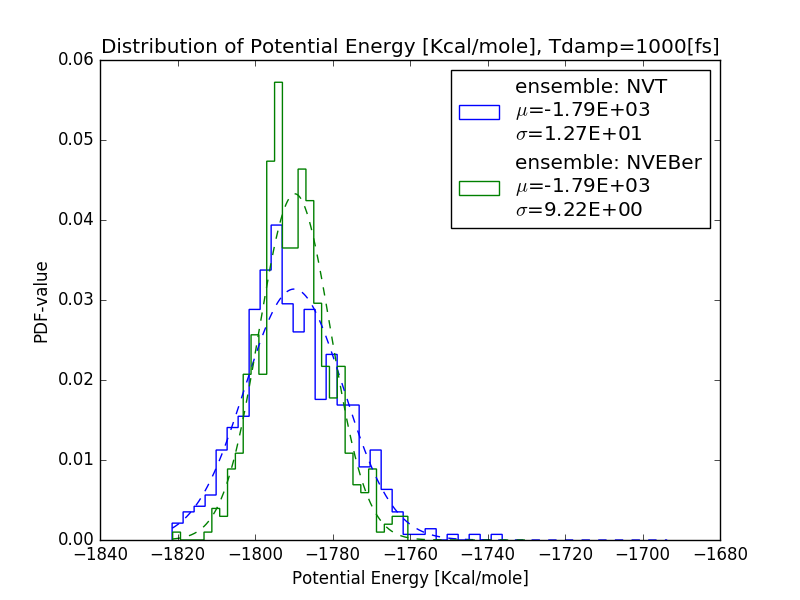 Distribution of Potential Energy [Kcal/mole], Tdamp=1000[fs]
0.06
0.05
0.04
0.03
0.02
0.01
0.00
PDF-value
ensemble: NVT
μ=-1.79E+03
σ=1.27E+01
ensemble: NVEBer
μ=-1.79E+03
σ=9.22E+00
−1840 −1820 −1800 −1780 −1760 −1740 −1720 −1700 −1680
Potential Energy [Kcal/mole]